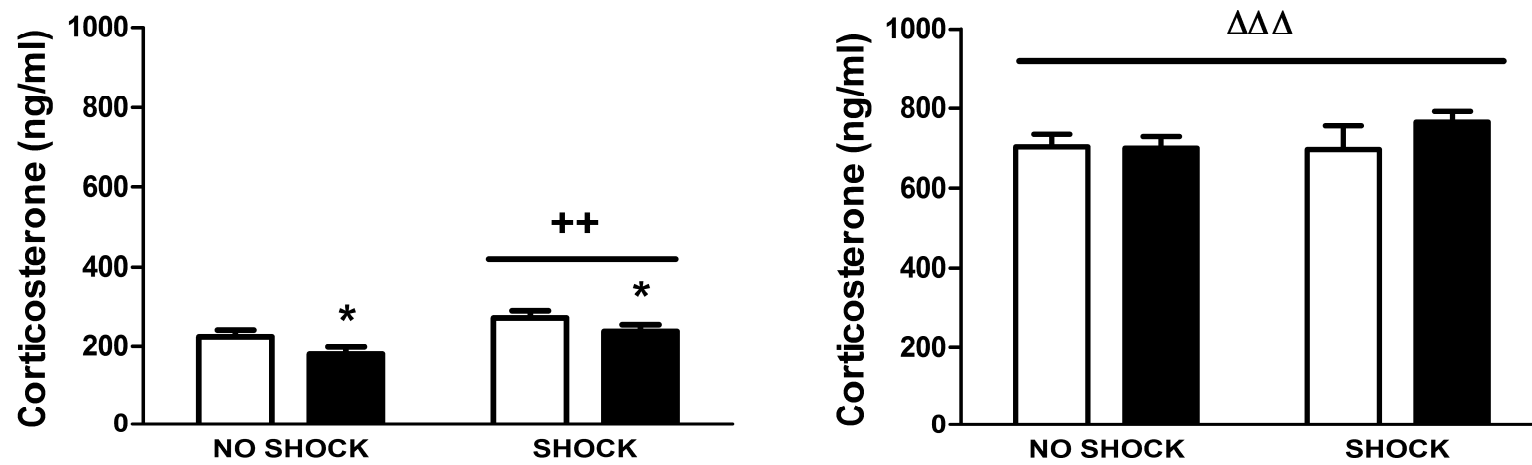 Corticosterone (ng/ml)
1000
800
600
400
200
0
++
*
*
NO SHOCK
SHOCK
Corticosterone (ng/ml)
1000
800
600
400
200
0
ΔΔΔ
NO SHOCK
SHOCK